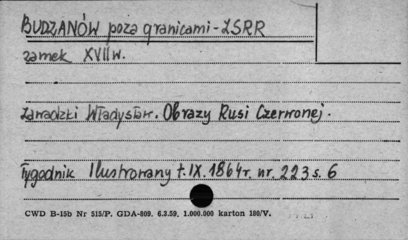 BUDZANÓW poza granicami - ZSRR
zamek XVII w.
Zawadzki Władysław. Obrazy Rusi Czerwonej.
Tygodnik Ilustrowany t. IX. 1864 r. nr. 223 s. 6
CWD B-15b Nr 515/P. GDA-809. 6.3.59. 1.000.000 karton 180/V.